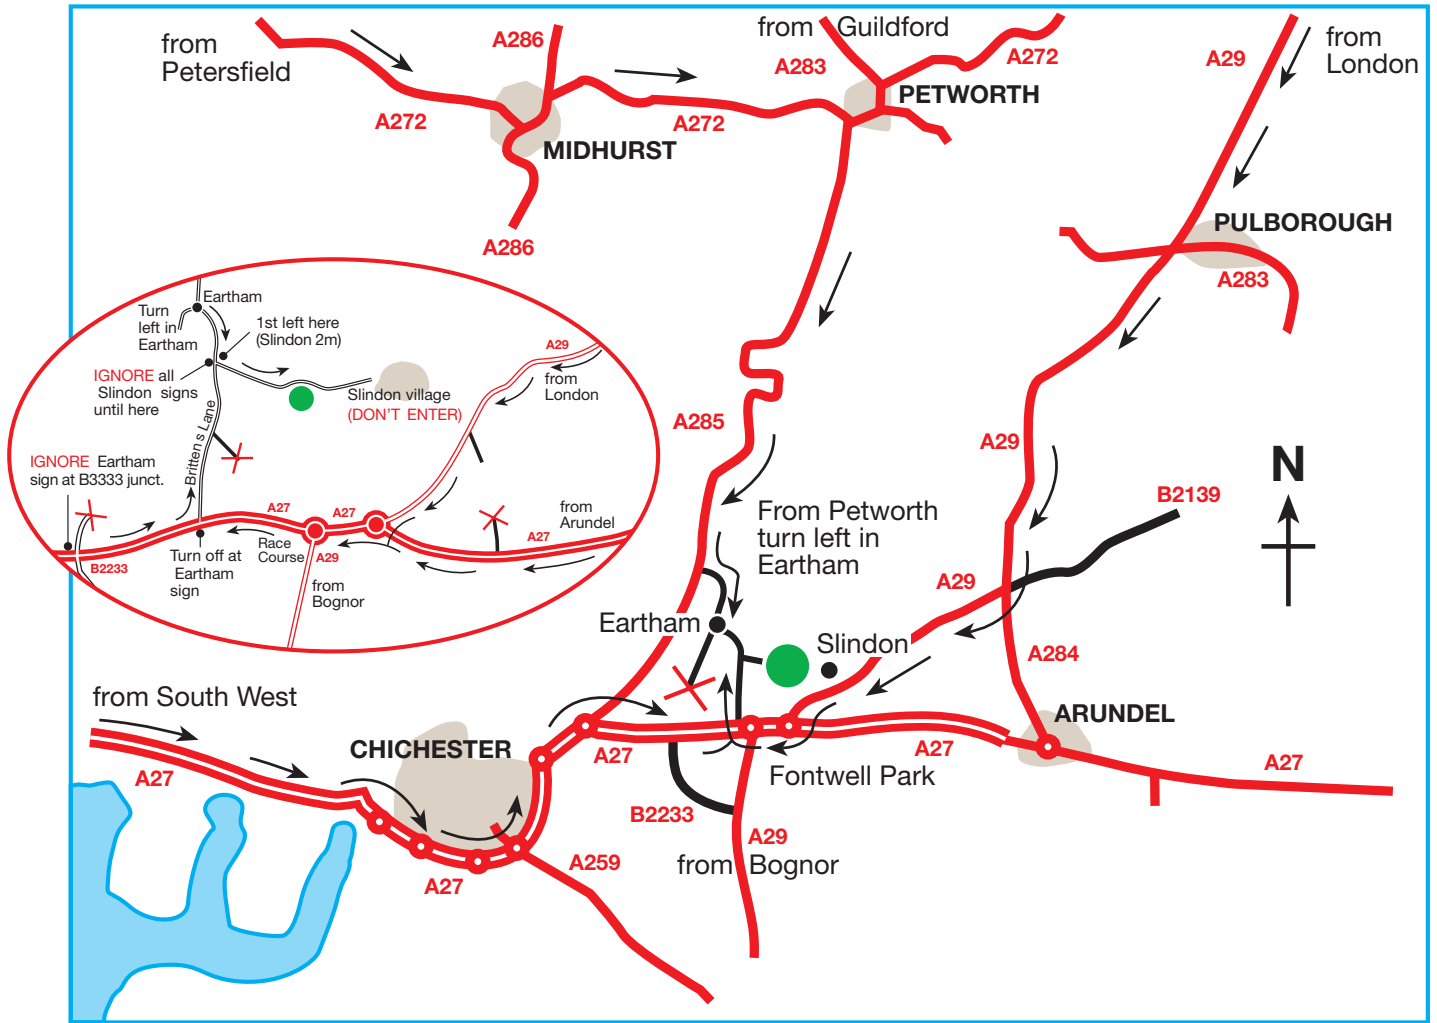 from
Petersfield
A286
from Guildford
A283
A272
A29
from
London
A272
A272
PETWORTH
MIDHURST
A286
PULBOROUGH
A283
Eartham
Turn
left in
Eartham
1st left here
(Slindon 2m)
IGNORE all
Slindon signs
until here
Slindon village
(DON'T ENTER)
A29
from
London
Britten's Lane
IGNORE Eartham
sign at B3333 junct.
A27
A27
from
Arundel
A27
Race
Course
A29
B2233
Turn off at
Eartham
sign
from
Bognor
A285
A29
N
B2139
From Petworth
turn left in
Eartham
A29
Eartham
Slindon
A284
from South West
CHICHESTER
ARUNDEL
A27
A27
A27
A27
Fontwell Park
B2233
A29
from Bognor
A259
A27